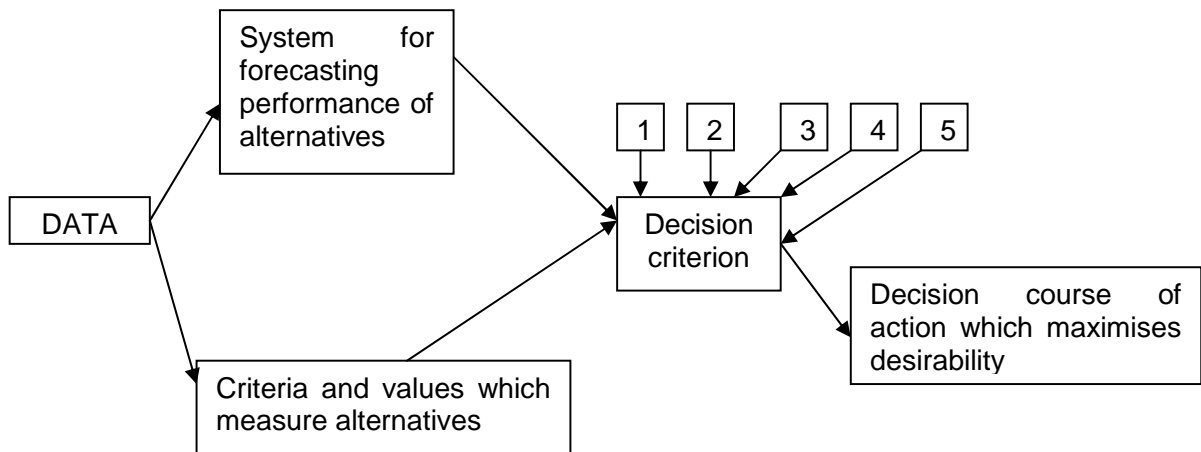 System for
forecasting
performance of
alternatives
1 2 3 4 5
DATA
Decision
criterion
Decision course of
action which maximises
desirability
Criteria and values which
measure alternatives